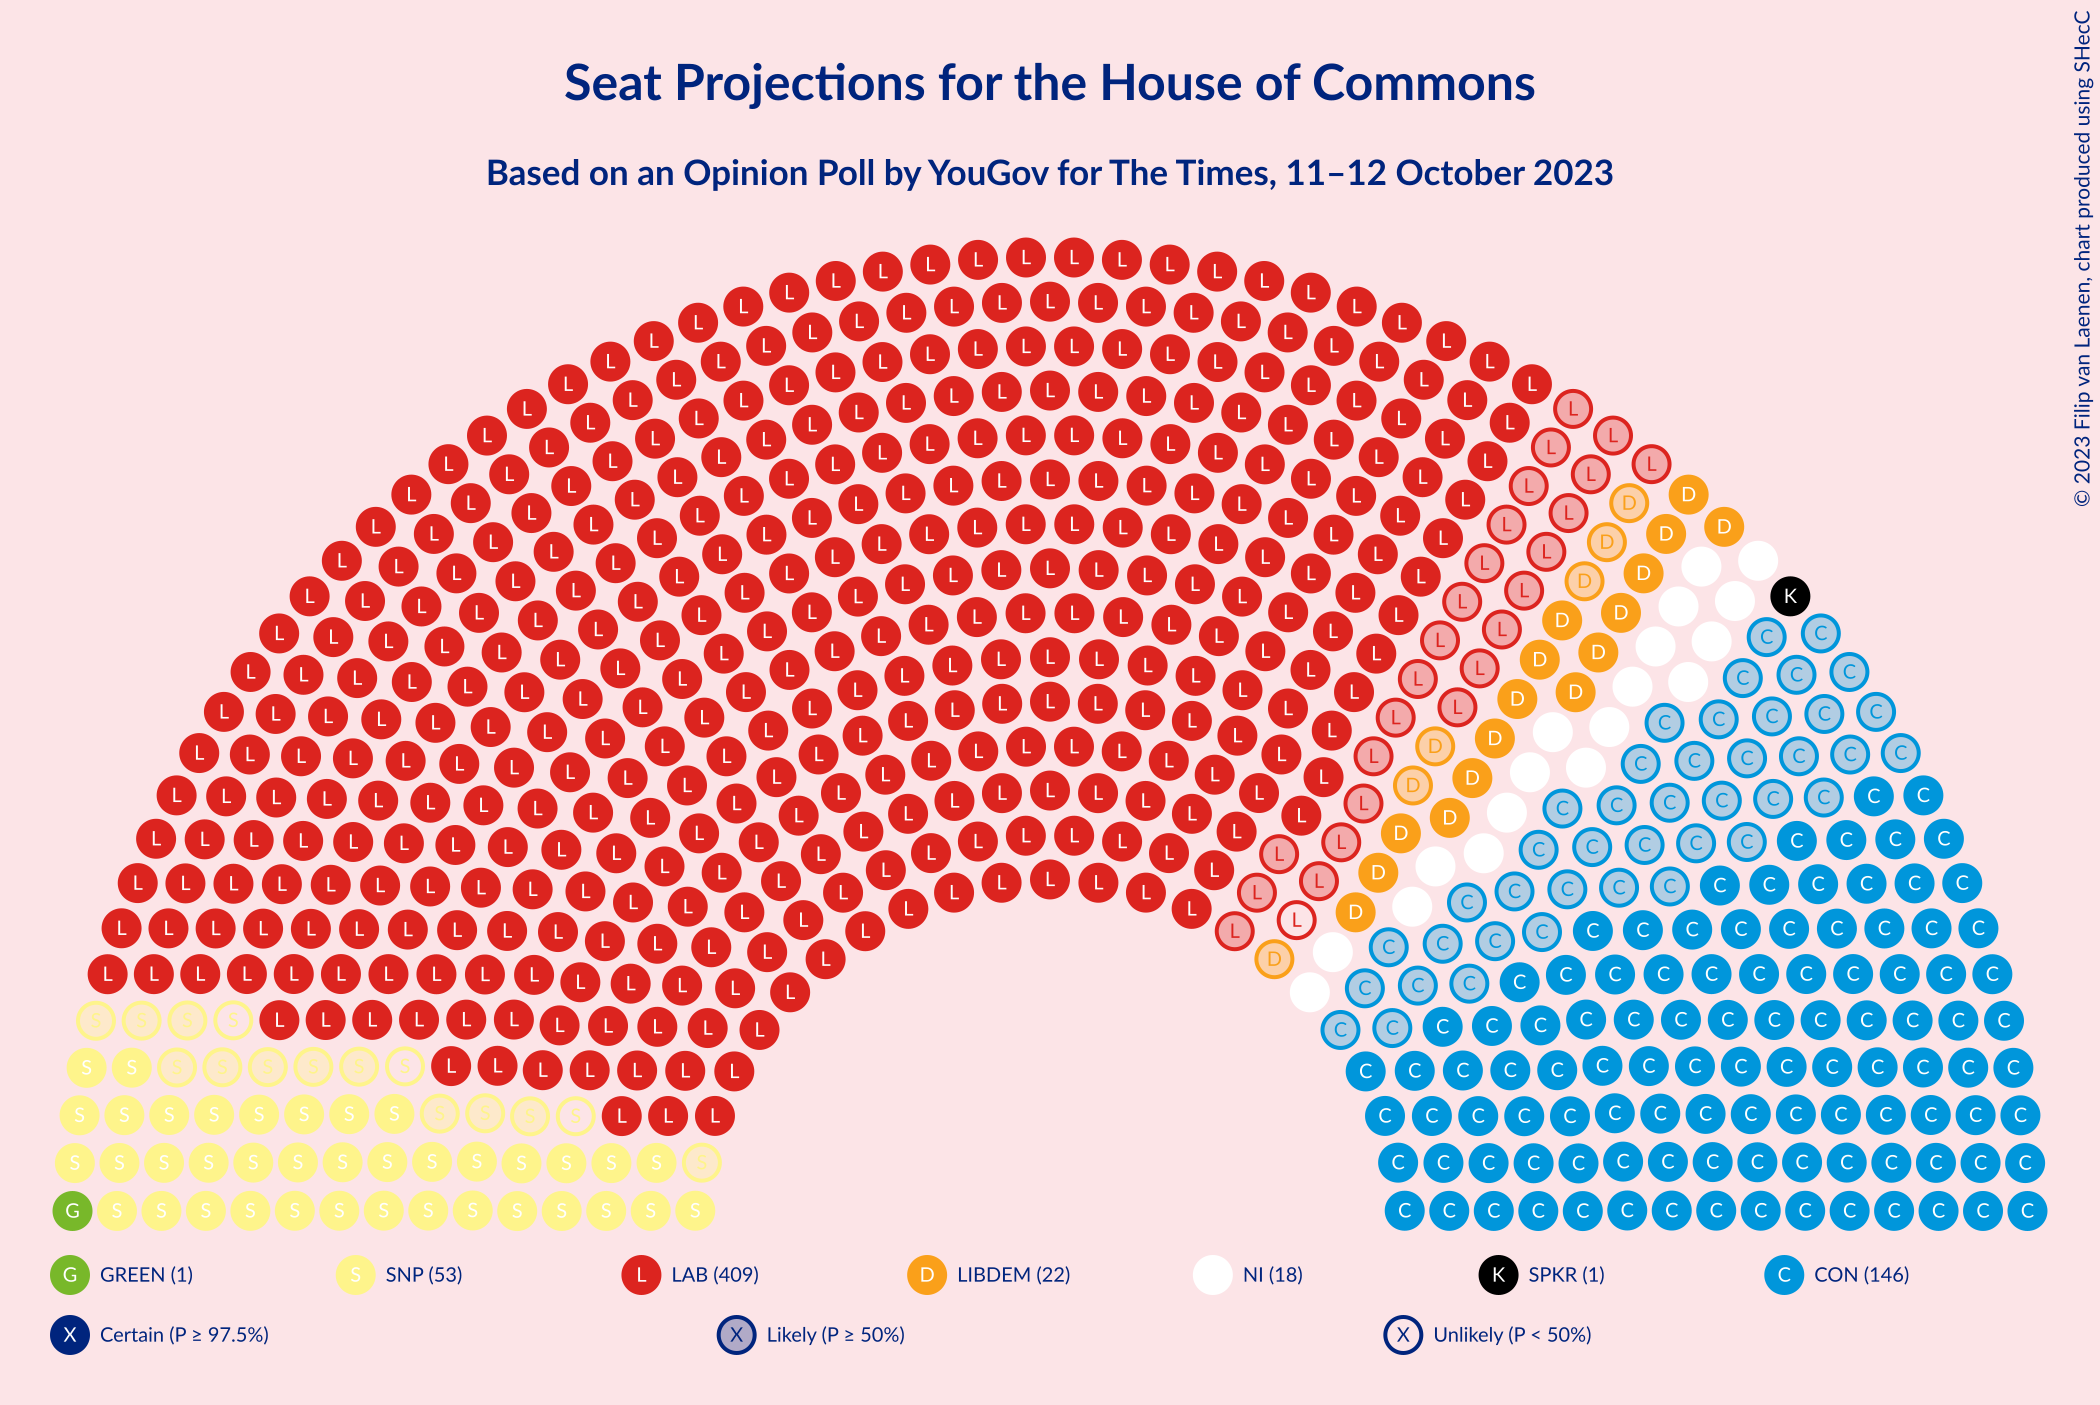 Seat Projections for the House of Commons
Based on an Opinion Poll by YouGov for The Times, 11–12 October 2023
© 2023 Filip van Laenen, chart produced using SHecC
G GREEN (1) S SNP (53) L LAB (409) D LIBDEM (22) NI (18) K SPKR (1) C CON (146)
X Certain (P ≥ 97.5%) X Likely (P ≥ 50%) X Unlikely (P < 50%)